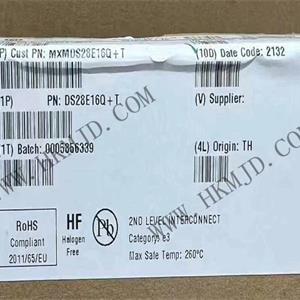 P) Cust PN: MXMDS28E16Q+T
(10D) Date Code: 2132
1P) PN: DS28E16Q+T
(V) Supplier:
(1T) Batch: 0005856339
(4L) Origin: TH
RoHS
Compliant
2011/65/EU
HF
Halogen
Free
Pb
2ND LEVEL INTERCONNECT
Category e3
Max Safe Temp: 260°C
WWW.HKMJD.COM
WWW.HKMJD.COM
WWW.HKMJD.COM